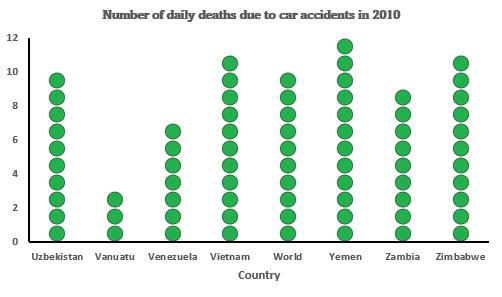 Number of daily deaths due to car accidents in 2010
12
10
8
6
4
2
0
Uzbekistan Vanuatu Venezuela Vietnam World Yemen Zambia Zimbabwe
Country